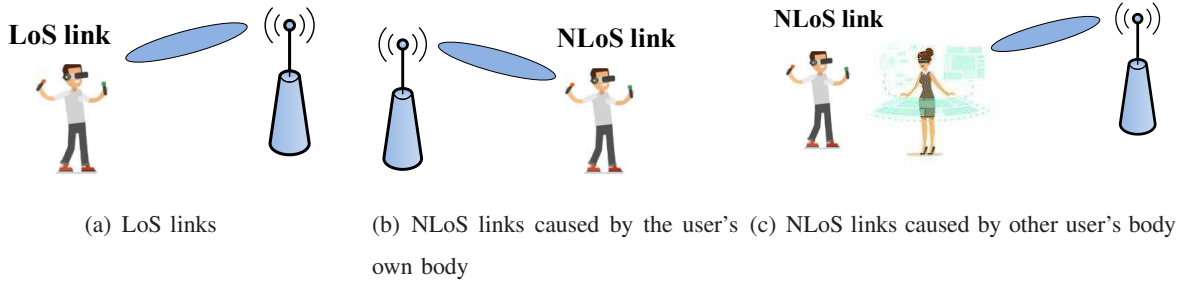 LoS link
NLoS link
NLoS link
(a) LoS links
(b) NLoS links caused by the user's
own body
(c) NLoS links caused by other user's body